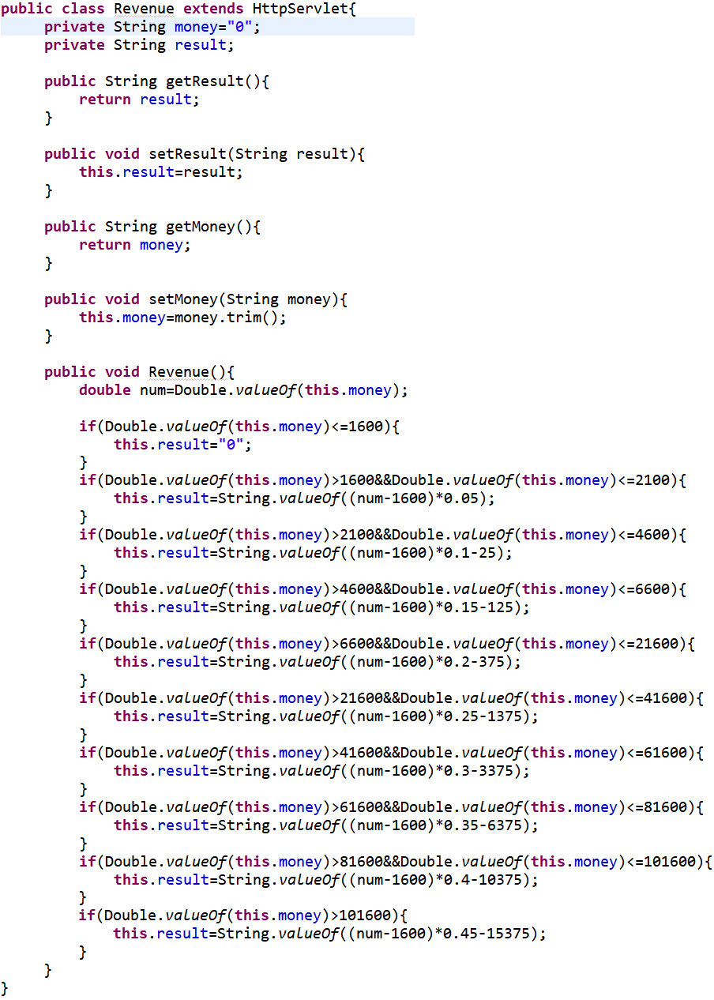 public class Revenue extends HttpServlet{
private String money="0";
private String result;
public String getResult(){
return result;
}
public void setResult(String result){
this.result=result;
}
public String getMoney(){
return money;
}
public void setMoney(String money){
this.money=money.trim();
}
public void Revenue(){
double num=Double.valueOf(this.money);
if(Double.valueOf(this.money)<=1600){
this.result="0";
}
if(Double.valueOf(this.money)>1600&&Double.valueOf(this.money)<=2100){
this.result=String.valueOf((num-1600)*0.05);
}
if(Double.valueOf(this.money)>2100&&Double.valueOf(this.money)<=4600){
this.result=String.valueOf((num-1600)*0.1-25);
}
if(Double.valueOf(this.money)>4600&&Double.valueOf(this.money)<=6600){
this.result=String.valueOf((num-1600)*0.15-125);
}
if(Double.valueOf(this.money)>6600&&Double.valueOf(this.money)<=21600){
this.result=String.valueOf((num-1600)*0.2-375);
}
if(Double.valueOf(this.money)>21600&&Double.valueOf(this.money)<=41600){
this.result=String.valueOf((num-1600)*0.25-1375);
}
if(Double.valueOf(this.money)>41600&&Double.valueOf(this.money)<=61600){
this.result=String.valueOf((num-1600)*0.3-3375);
}
if(Double.valueOf(this.money)>61600&&Double.valueOf(this.money)<=81600){
this.result=String.valueOf((num-1600)*0.35-6375);
}
if(Double.valueOf(this.money)>81600&&Double.valueOf(this.money)<=101600){
this.result=String.valueOf((num-1600)*0.4-10375);
}
if(Double.valueOf(this.money)>101600){
this.result=String.valueOf((num-1600)*0.45-15375);
}
}
}